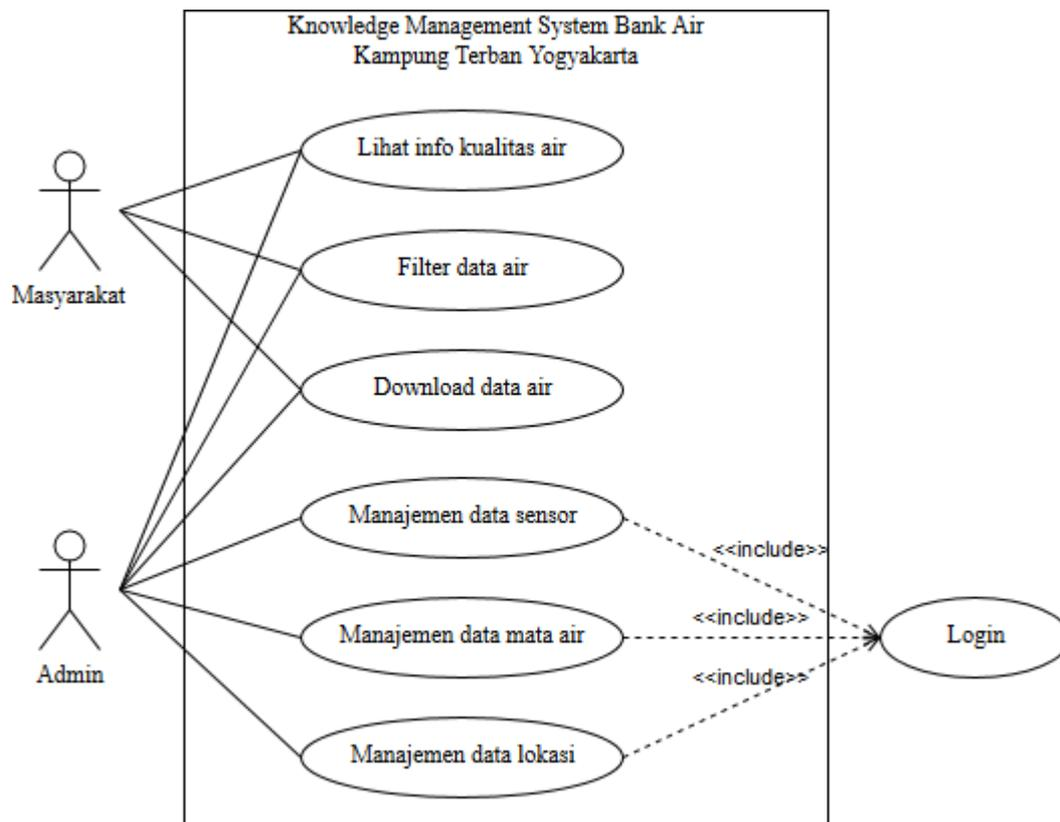 Knowledge Management System Bank Air
Kampung Terban Yogyakarta
Lihat info kualitas air
Masyarakat
Filter data air
Download data air
Manajemen data sensor
<<include>>
Admin
Manajemen data mata air
<<include>>
Login
<<include>>
Manajemen data lokasi